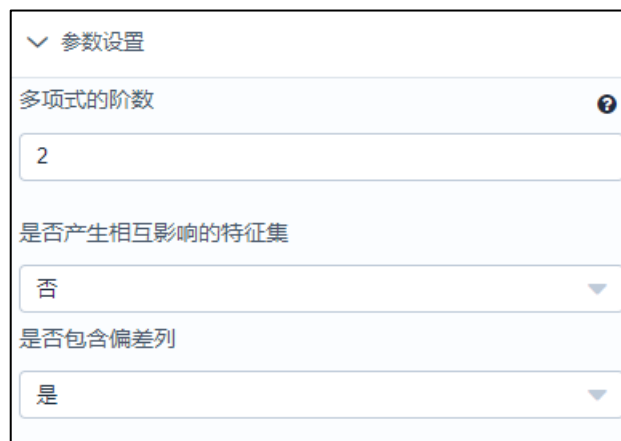 参数设置
多项式的阶数
2
是否产生相互影响的特征集
否
是否包含偏差列
是